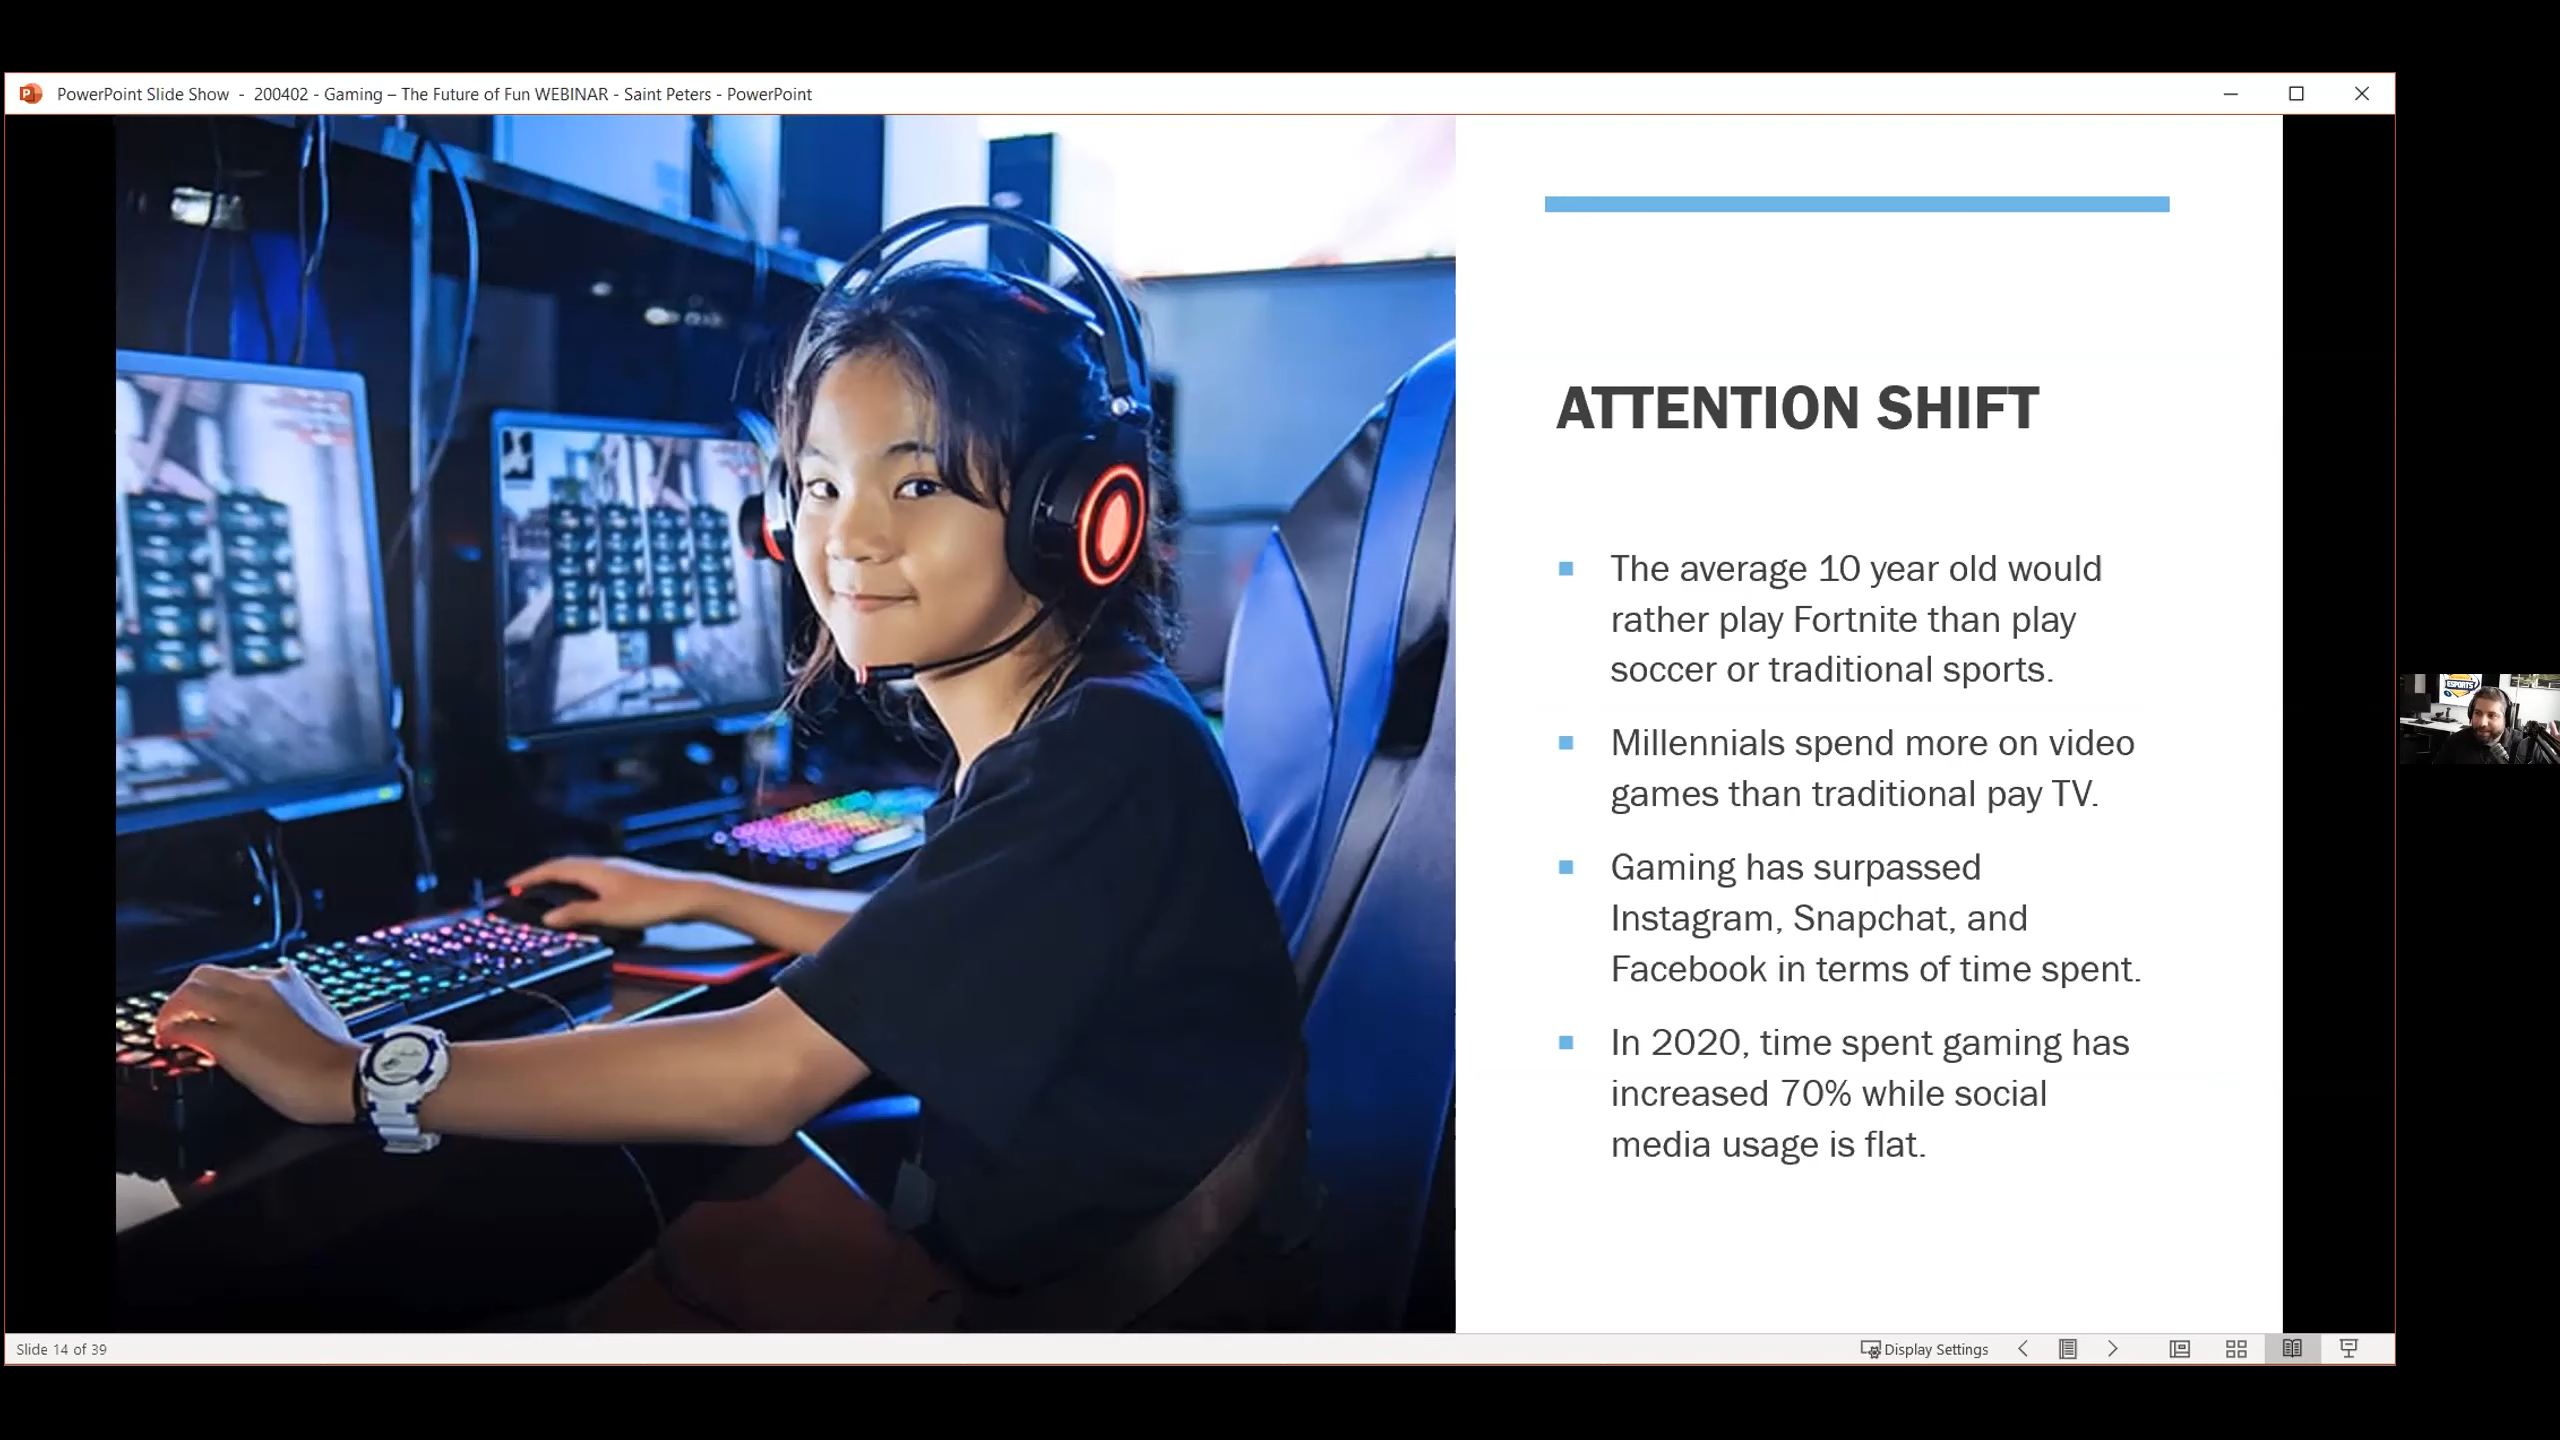 PowerPoint Slide Show - 200402 - Gaming – The Future of Fun WEBINAR - Saint Peters - PowerPoint
ATTENTION SHIFT
The average 10 year old would
rather play Fortnite than play
soccer or traditional sports.
Millennials spend more on video
games than traditional pay TV.
Gaming has surpassed
Instagram, Snapchat, and
Facebook in terms of time spent.
In 2020, time spent gaming has
increased 70% while social
media usage is flat.
ESPORTS
Slide 14 of 39
Display Settings